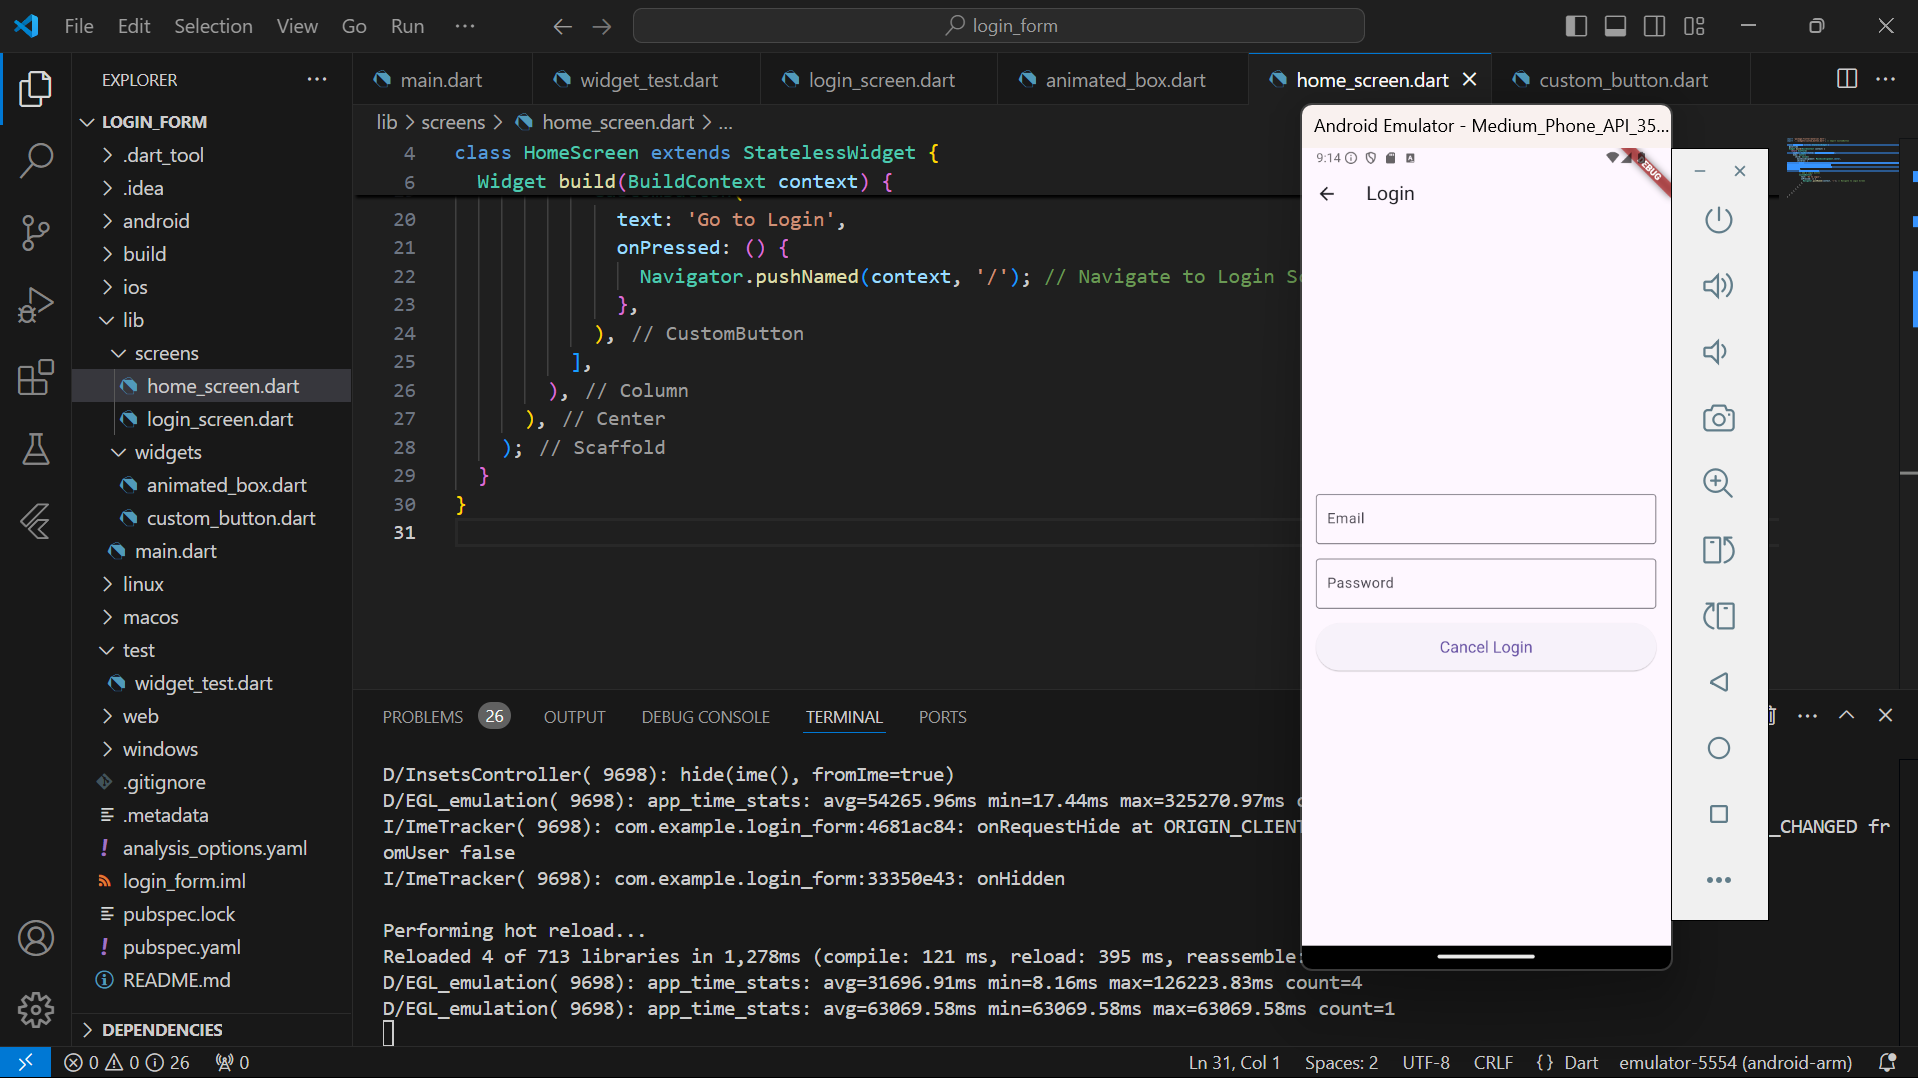 File Edit Selection View Go Run ...
login_form
EXPLORER
LOGIN_FORM
.dart_tool
.idea
android
build
ios
lib
screens
home_screen.dart
login_screen.dart
widgets
animated_box.dart
custom_button.dart
main.dart
linux
macos
test
widget_test.dart
web
windows
.gitignore
.metadata
analysis_options.yaml
login_form.iml
pubspec.lock
pubspec.yaml
README.md
DEPENDENCIES
main.dart widget_test.dart login_screen.dart animated_box.dart home_screen.dart custom_button.dart
lib > screens > home_screen.dart > ...
4 class HomeScreen extends StatelessWidget {
6 Widget build(BuildContext context) {
20 text: 'Go to Login',
21 onPressed: () {
22 Navigator.pushNamed(context, '/'); // Navigate to Login
23 },
24 ), // CustomButton
25 ],
26 ), // Column
27 ), // Center
28 ); // Scaffold
29 }
30 }
31
PROBLEMS 26 OUTPUT DEBUG CONSOLE TERMINAL PORTS
D/InsetsController( 9698): hide(ime(), fromIme=true)
D/EGL_emulation( 9698): app_time_stats: avg=54265.96ms min=17.44ms max=325270.97ms
I/ImeTracker( 9698): com.example.login_form:4681ac84: onRequestHide at ORIGIN_CLIENT _CHANGED fr
omUser false
I/ImeTracker( 9698): com.example.login_form:33350e43: onHidden
Performing hot reload...
Reloaded 4 of 713 libraries in 1,278ms (compile: 121 ms, reload: 395 ms, reassemble:
D/EGL_emulation( 9698): app_time_stats: avg=31696.91ms min=8.16ms max=126223.83ms count=4
D/EGL_emulation( 9698): app_time_stats: avg=63069.58ms min=63069.58ms max=63069.58ms count=1
Android Emulator - Medium_Phone_API_35...
9:14
Login
Email
Password
Cancel Login
0 0 26 0
Ln 31, Col 1 Spaces: 2 UTF-8 CRLF {} Dart emulator-5554 (android-arm)